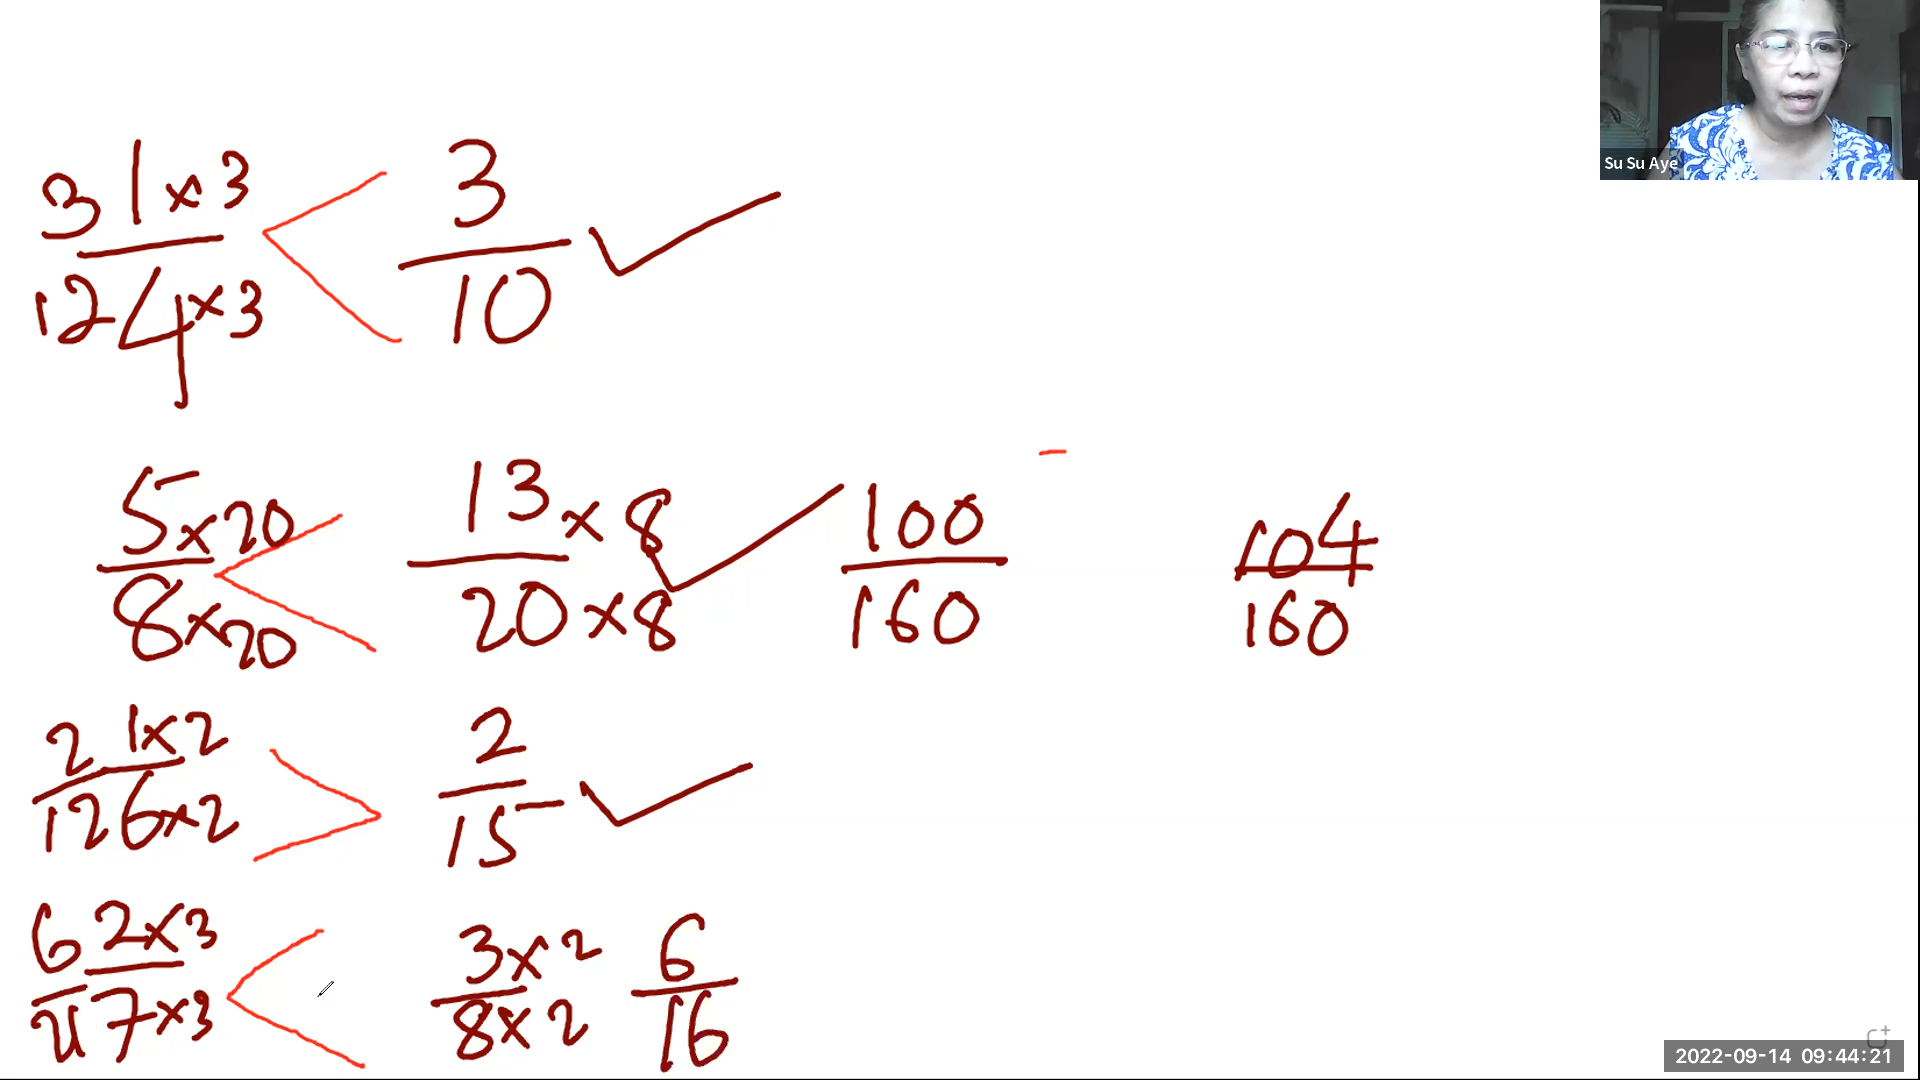 Su Su Aye
3 1 × 3 < 3
12 4 × 3 10 ✓
5 × 20 < 13 × 8 ✓ 100 – 104
8 × 20 20 × 8 160 160
2 1 × 2 > 2
12 6 × 2 15 ✓
6 2 × 3 < 3 × 2 6
21 7 × 3 8 × 2 16
2022-09-14 09:44:21